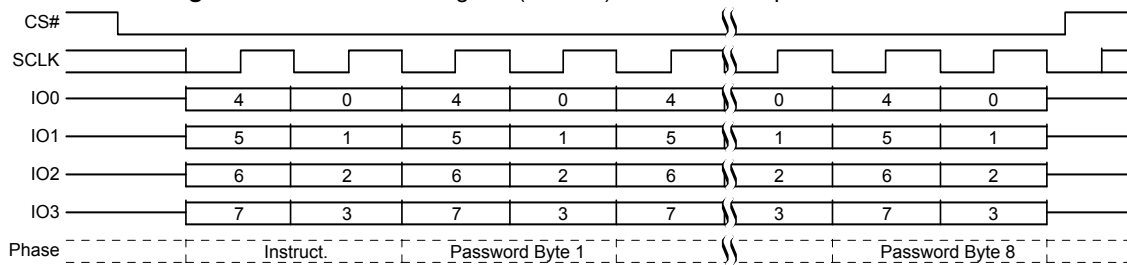 CS#
SCLK
IO0 4 0 4 0 4 0 4 0
IO1 5 1 5 1 5 1 5 1
IO2 6 2 6 2 6 2 6 2
IO3 7 3 7 3 7 3 7 3
Phase Instruct. Password Byte 1 Password Byte 8